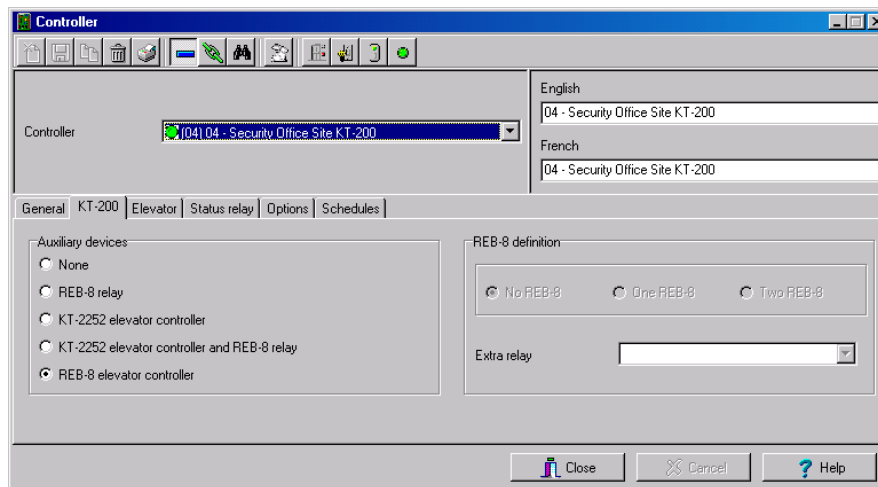 Controller
English
04 - Security Office Site KT-200
Controller
(04) 04 - Security Office Site KT-200
French
04 - Security Office Site KT-200
General KT-200 Elevator Status relay Options Schedules
Auxiliary devices
None
REB-8 relay
KT-2252 elevator controller
KT-2252 elevator controller and REB-8 relay
REB-8 elevator controller
REB-8 definition
No REB-8 One REB-8 Two REB-8
Extra relay
Close Cancel Help